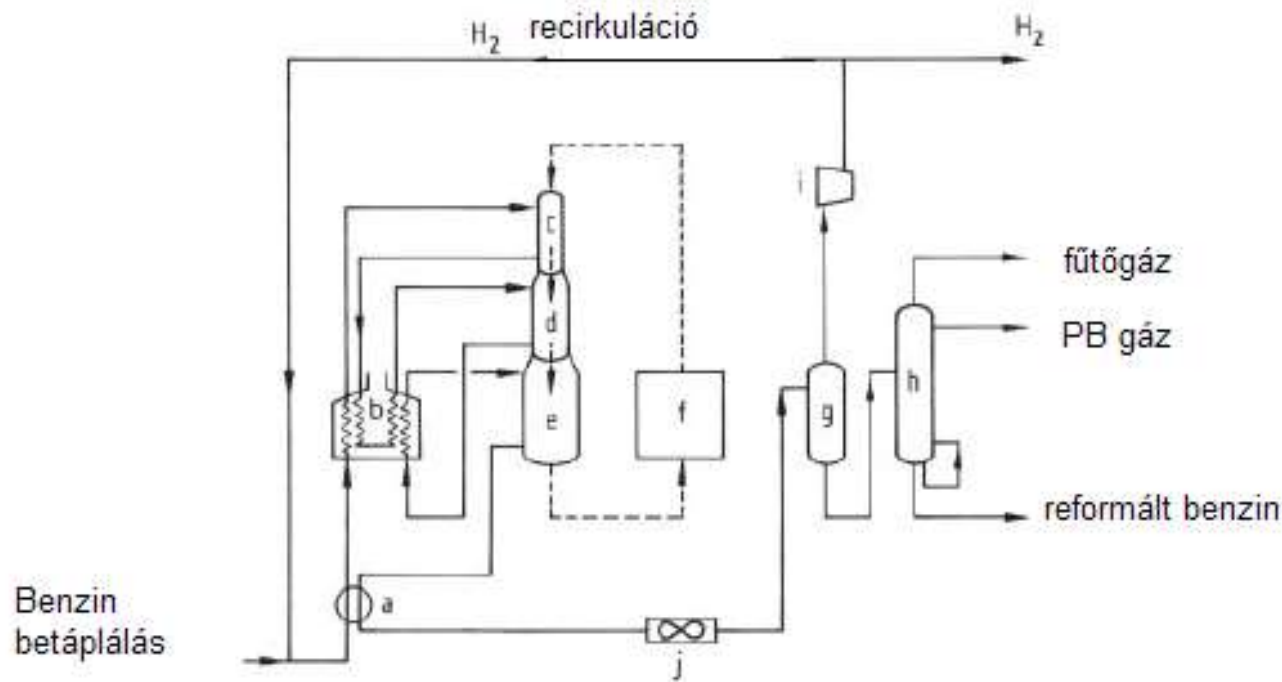 H2 recirkuláció
H2
i
c
fűtőgáz
d
PB gáz
b
e
f
g
h
reformált benzin
Benzin
betáplálás
a
j